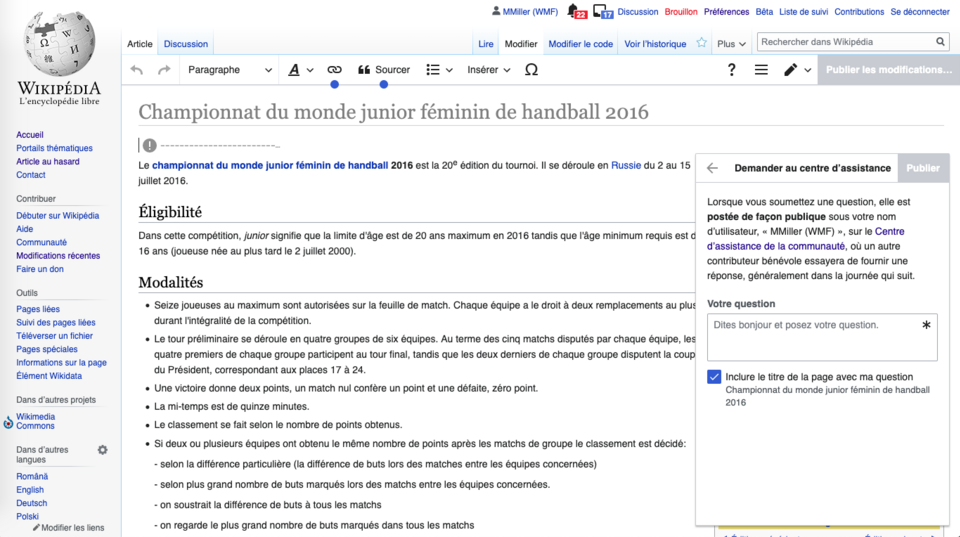 MMiller (WMF) 22 17 Discussion Brouillon Préférences Bêta Liste de suivi Contributions Se déconnecter
WIKIPÉDIA
L'encyclopédie libre
Article Discussion Lire Modifier Modifier le code Voir l'historique Plus Rechercher dans Wikipédia
Paragraphe A Sourcer Insérer Ω ? Publier les modifications…
Accueil
Portails thématiques
Article au hasard
Contact
Contribuer
Débuter sur Wikipédia
Aide
Communauté
Modifications récentes
Faire un don
Outils
Pages liées
Suivi des pages liées
Téléverser un fichier
Pages spéciales
Informations sur la page
Élément Wikidata
Dans d'autres projets
Wikimedia
Commons
Dans d'autres
langues
Română
English
Deutsch
Polski
Modifier les liens
Championnat du monde junior féminin de handball 2016
Le championnat du monde junior féminin de handball 2016 est la 20e édition du tournoi. Il se déroule en Russie du 2 au 15
juillet 2016.
Éligibilité
Dans cette compétition, junior signifie que la limite d'âge est de 20 ans maximum en 2016 tandis que l'âge minimum requis est d
16 ans (joueuse née au plus tard le 2 juillet 2000).
Modalités
• Seize joueuses au maximum sont autorisées sur la feuille de match. Chaque équipe a le droit à deux remplacements au plus
durant l'intégralité de la compétition.
• Le tour préliminaire se déroule en quatre groupes de six équipes. Au terme des cinq matchs disputés par chaque équipe, les
quatre premiers de chaque groupe participent au tour final, tandis que les deux derniers de chaque groupe disputent la coup
du Président, correspondant aux places 17 à 24.
• Une victoire donne deux points, un match nul confère un point et une défaite, zéro point.
• La mi-temps est de quinze minutes.
• Le classement se fait selon le nombre de points obtenus.
• Si deux ou plusieurs équipes ont obtenu le même nombre de points après les matchs de groupe le classement est décidé:
- selon la différence particulière (la différence de buts lors des matches entre les équipes concernées)
- selon plus grand nombre de buts marqués lors des matchs entre les équipes concernées.
- on soustrait la différence de buts à tous les matchs
- on regarde le plus grand nombre de buts marqués dans tous les matchs
Demander au centre d'assistance Publier
Lorsque vous soumettez une question, elle est
postée de façon publique sous votre nom
d'utilisateur, « MMiller (WMF) », sur le Centre
d'assistance de la communauté, où un autre
contributeur bénévole essayera de fournir une
réponse, généralement dans la journée qui suit.
Votre question
Dites bonjour et posez votre question.
Inclure le titre de la page avec ma question
Championnat du monde junior féminin de handball
2016